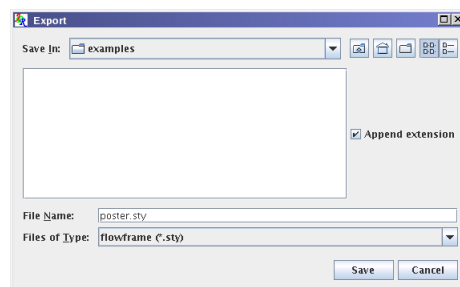 Export
Save In: examples
Append extension
File Name: poster.sty
Files of Type: flowframe (*.sty)
Save Cancel